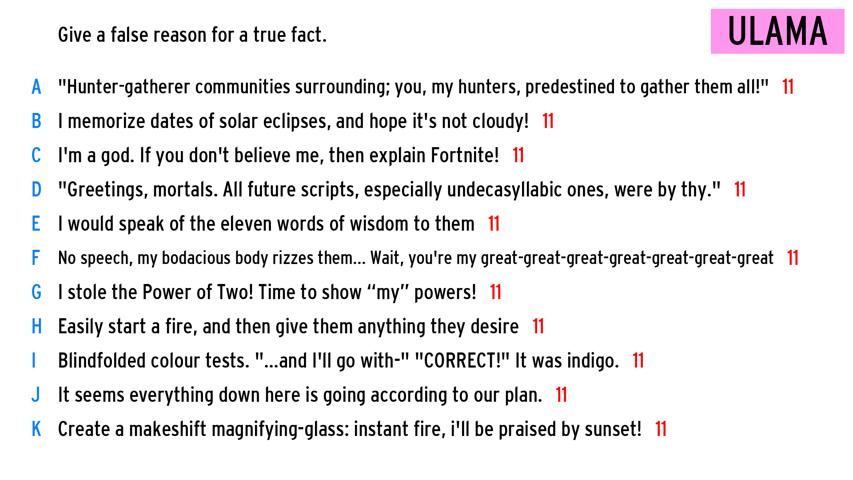 Give a false reason for a true fact.
ULAMA
A "Hunter-gatherer communities surrounding; you, my hunters, predestined to gather them all!" 11
B I memorize dates of solar eclipses, and hope it's not cloudy! 11
C I'm a god. If you don't believe me, then explain Fortnite! 11
D "Greetings, mortals. All future scripts, especially undecasyllabic ones, were by thy." 11
E I would speak of the eleven words of wisdom to them 11
F No speech, my bodacious body rizzes them... Wait, you're my great-great-great-great-great-great-great 11
G I stole the Power of Two! Time to show “my” powers! 11
H Easily start a fire, and then give them anything they desire 11
I Blindfolded colour tests. "...and I'll go with-" "CORRECT!" It was indigo. 11
J It seems everything down here is going according to our plan. 11
K Create a makeshift magnifying-glass: instant fire, i'll be praised by sunset! 11